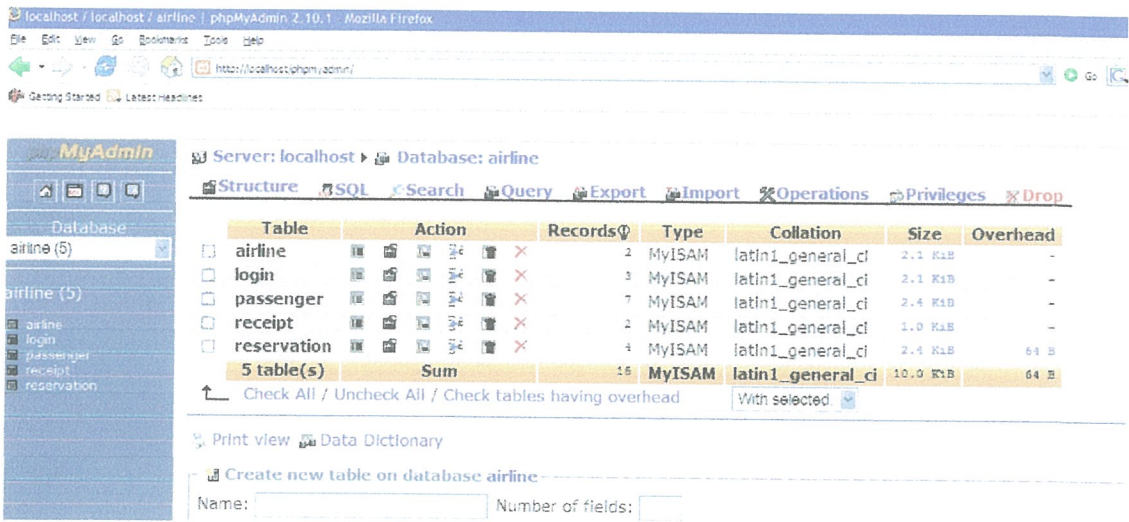 localhost / localhost / airline | phpMyAdmin 2.10.1 - Mozilla Firefox
File Edit View Go Bookmarks Tools Help
http://localhost/phpmyadmin/
Go
Getting Started Latest Headlines
phpMyAdmin
Database
airline (5)
airline (5)
airline
login
passenger
receipt
reservation
Server: localhost ▸ Database: airline
Structure SQL Search Query Export Import Operations Privileges Drop
Table Action Records Type Collation Size Overhead
airline 2 MyISAM latin1_general_ci 2.1 KiB -
login 3 MyISAM latin1_general_ci 2.1 KiB -
passenger 7 MyISAM latin1_general_ci 2.4 KiB -
receipt 2 MyISAM latin1_general_ci 1.0 KiB -
reservation 4 MyISAM latin1_general_ci 2.4 KiB 64 B
5 table(s) Sum 18 MyISAM latin1_general_ci 10.0 KiB 64 B
Check All / Uncheck All / Check tables having overhead With selected:
Print view Data Dictionary
Create new table on database airline
Name: Number of fields: